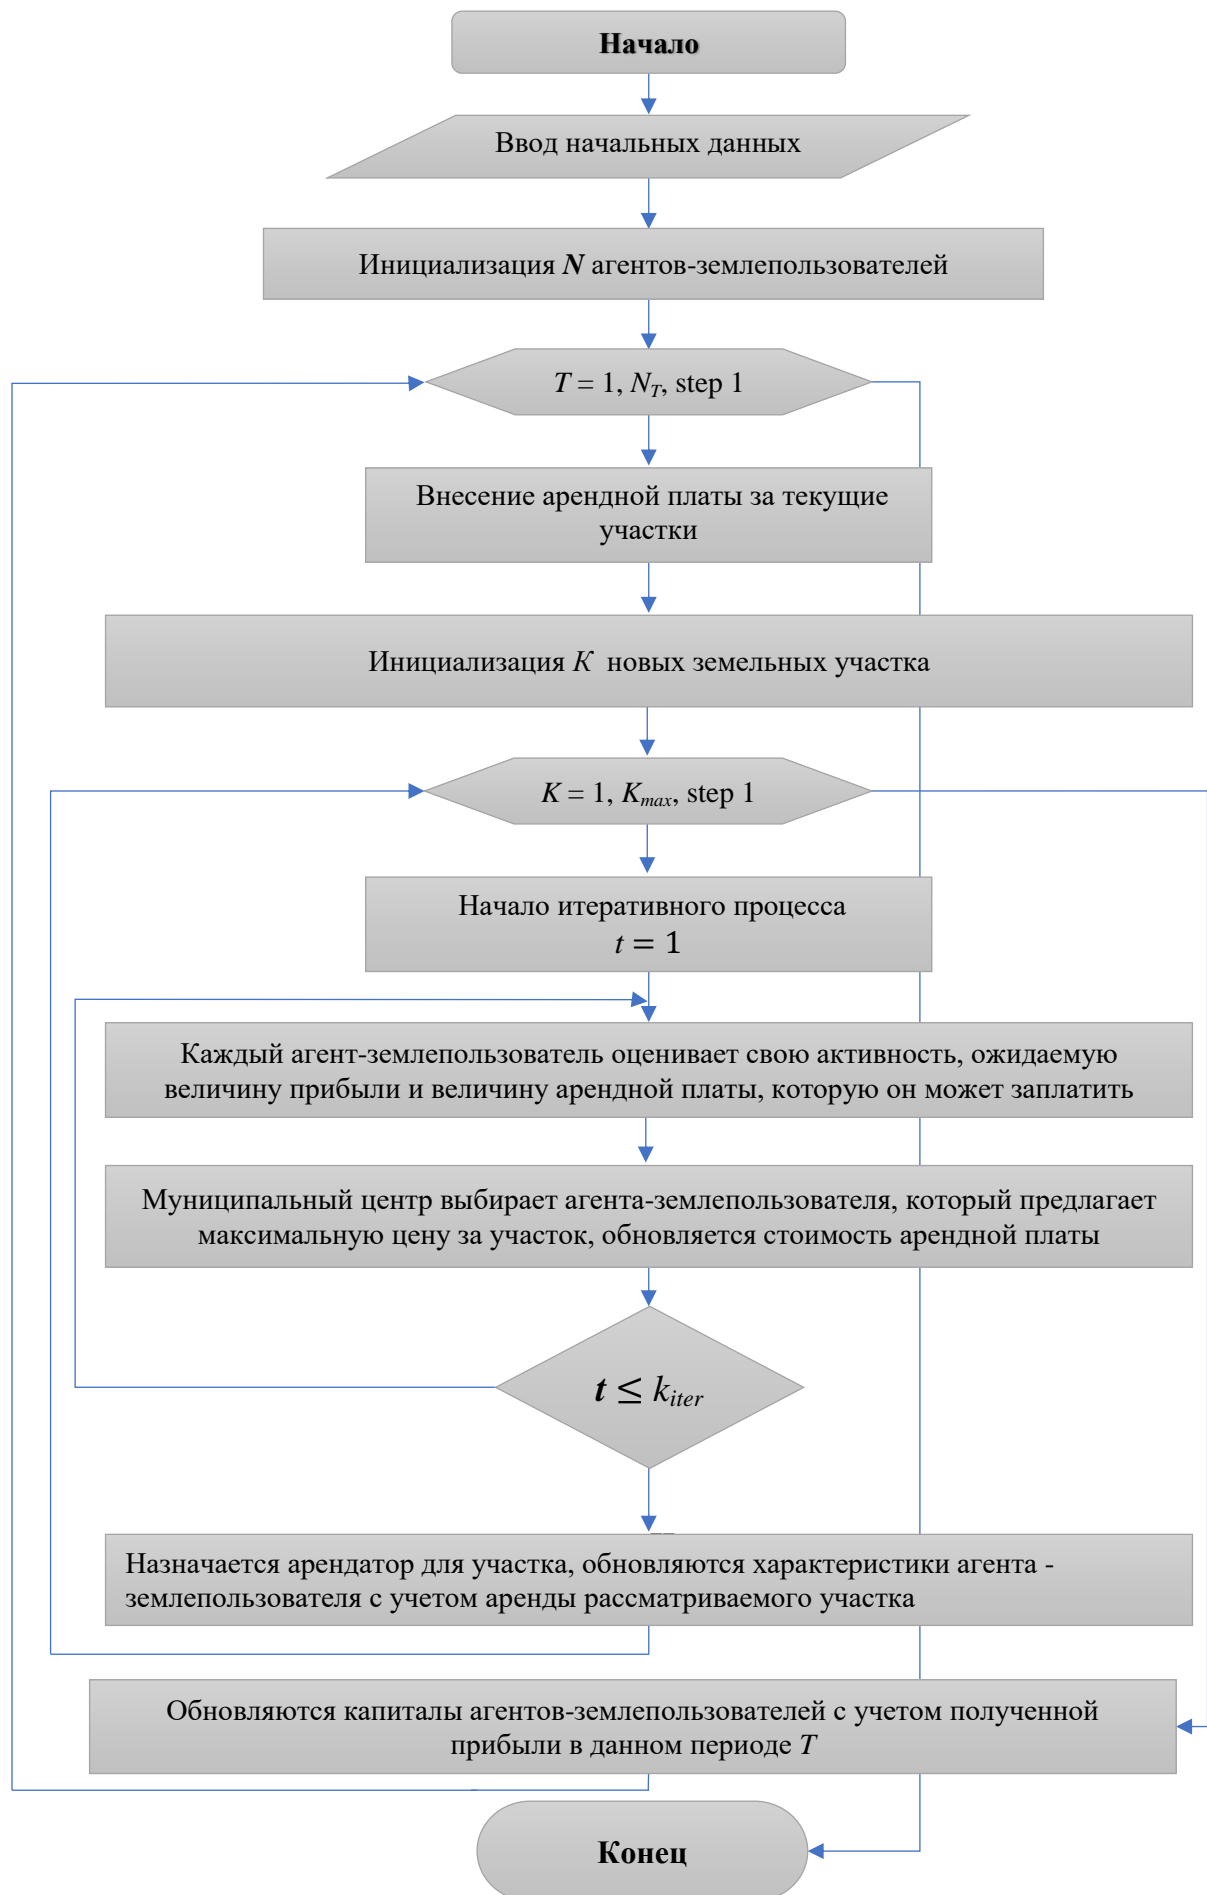 Начало
Ввод начальных данных
Инициализация N агентов-землепользователей
T = 1, N_T, step 1
Внесение арендной платы за текущие
участки
Инициализация K новых земельных участка
K = 1, K_max, step 1
Начало итеративного процесса
t = 1
Каждый агент-землепользователь оценивает свою активность, ожидаемую
величину прибыли и величину арендной платы, которую он может заплатить
Муниципальный центр выбирает агента-землепользователя, который предлагает
максимальную цену за участок, обновляется стоимость арендной платы
t ≤ k_iter
Назначается арендатор для участка, обновляются характеристики агента -
землепользователя с учетом аренды рассматриваемого участка
Обновляются капиталы агентов-землепользователей с учетом полученной
прибыли в данном периоде T
Конец